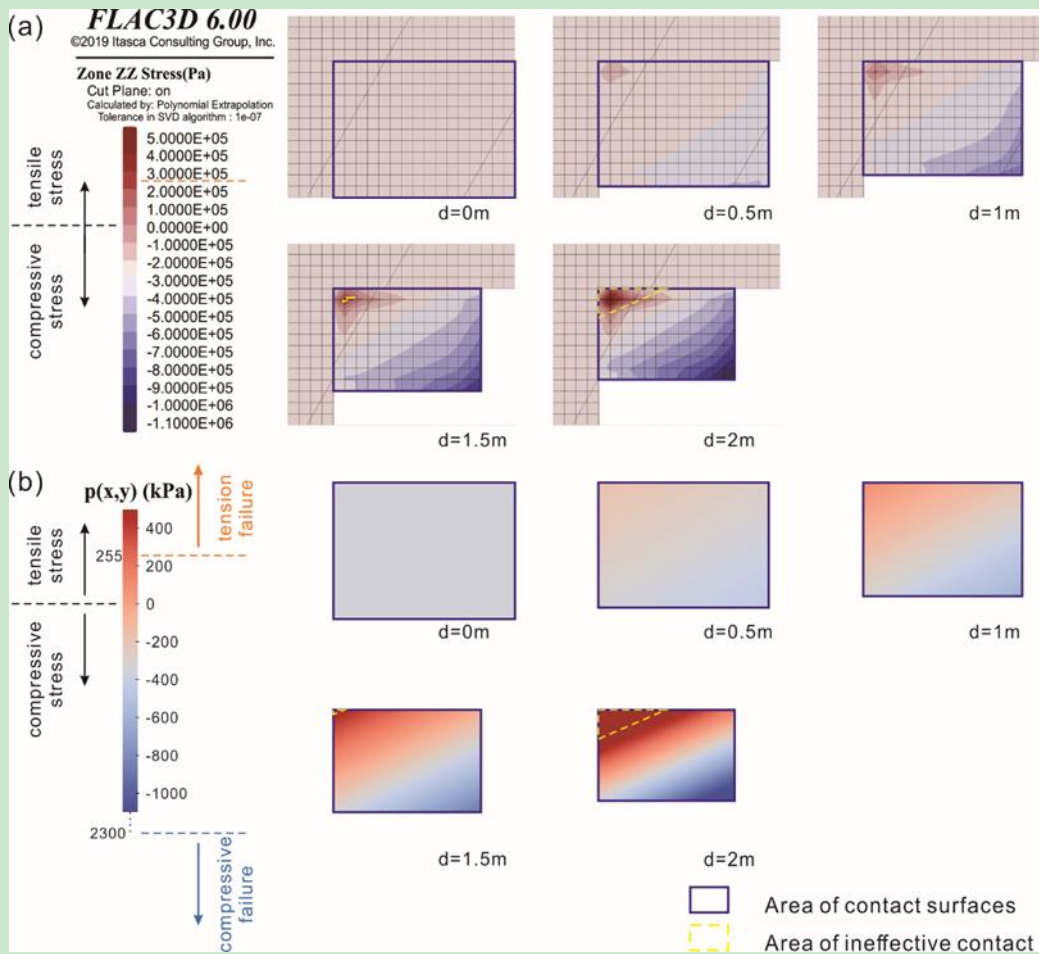 (a)
FLAC3D 6.00
©2019 Itasca Consulting Group, Inc.
Zone ZZ Stress(Pa)
Cut Plane: on
Calculated by: Polynomial Extrapolation
Tolerance in SVD algorithm : 1e-07
tensile
stress
compressive
stress
5.0000E+05
4.0000E+05
3.0000E+05
2.0000E+05
1.0000E+05
0.0000E+00
-1.0000E+05
-2.0000E+05
-3.0000E+05
-4.0000E+05
-5.0000E+05
-6.0000E+05
-7.0000E+05
-8.0000E+05
-9.0000E+05
-1.0000E+06
-1.1000E+06
d=0m
d=0.5m
d=1m
d=1.5m
d=2m
(b)
p(x,y) (kPa)
tension
failure
tensile
stress
compressive
stress
compressive
failure
400
255
200
0
-200
-400
-600
-800
-1000
2300
d=0m
d=0.5m
d=1m
d=1.5m
d=2m
Area of contact surfaces
Area of ineffective contact